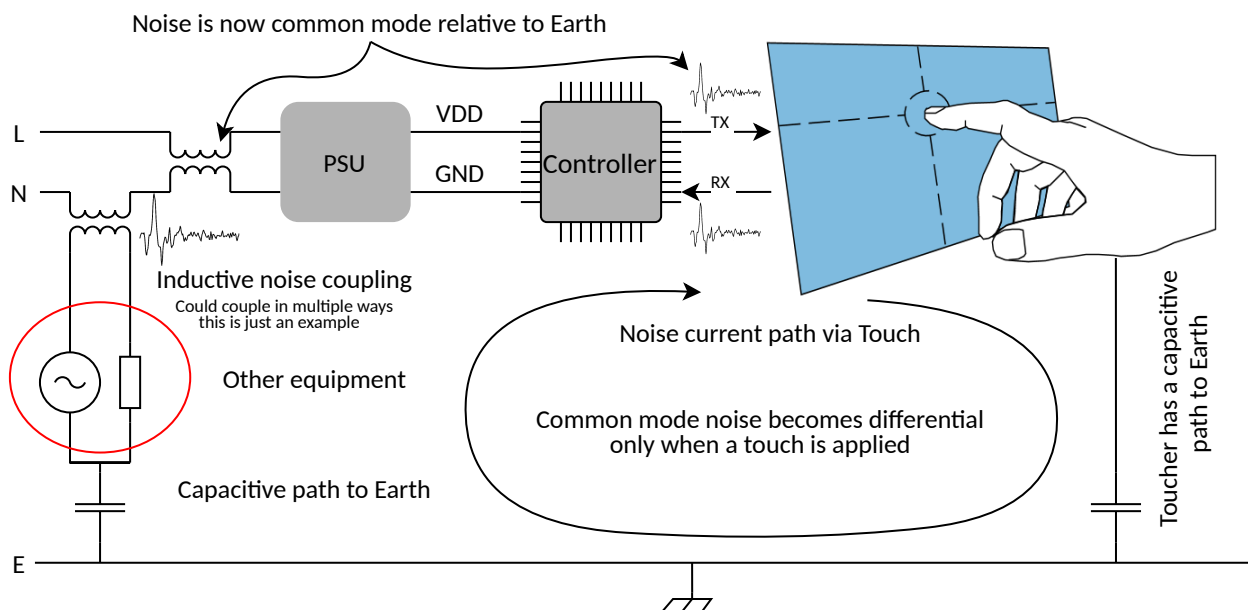 Noise is now common mode relative to Earth
L
N
PSU
VDD
GND
Controller
TX
RX
Inductive noise coupling
Could couple in multiple ways
this is just an example
Other equipment
Capacitive path to Earth
Noise current path via Touch
Common mode noise becomes differential
only when a touch is applied
Toucher has a capacitive
path to Earth
E